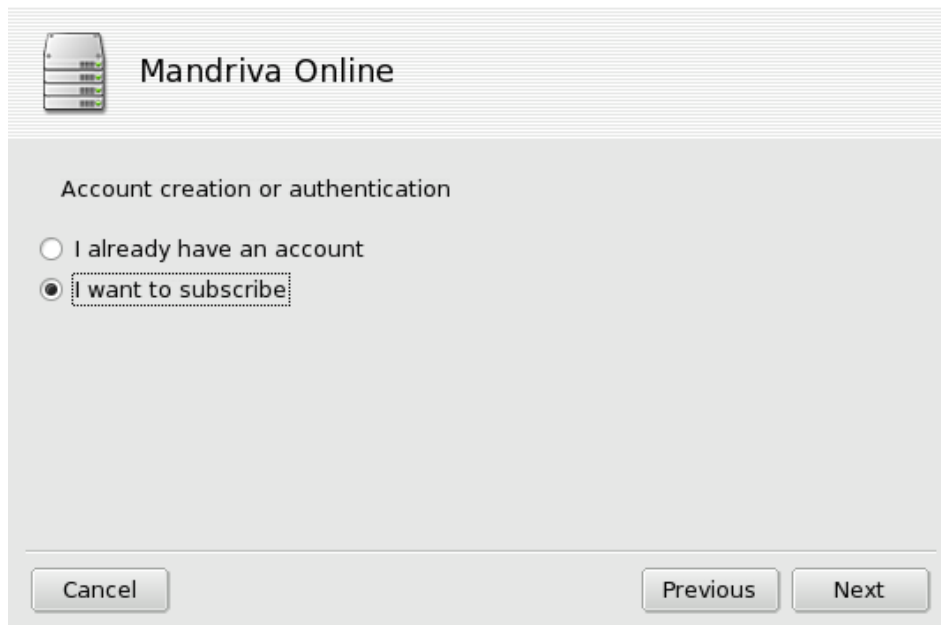 Mandriva Online
Account creation or authentication
I already have an account
I want to subscribe
Cancel
Previous
Next